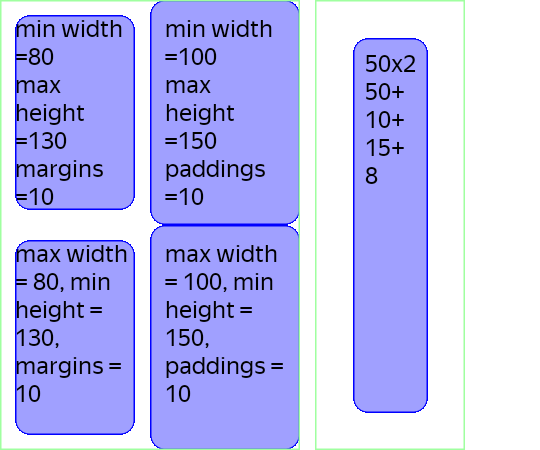 min width
=80
max
height
=130
margins
=10
min width
=100
max
height
=150
paddings
=10
max width
= 80, min
height =
130,
margins =
10
max width
= 100, min
height =
150,
paddings =
10
50x2
50+
10+
15+
8